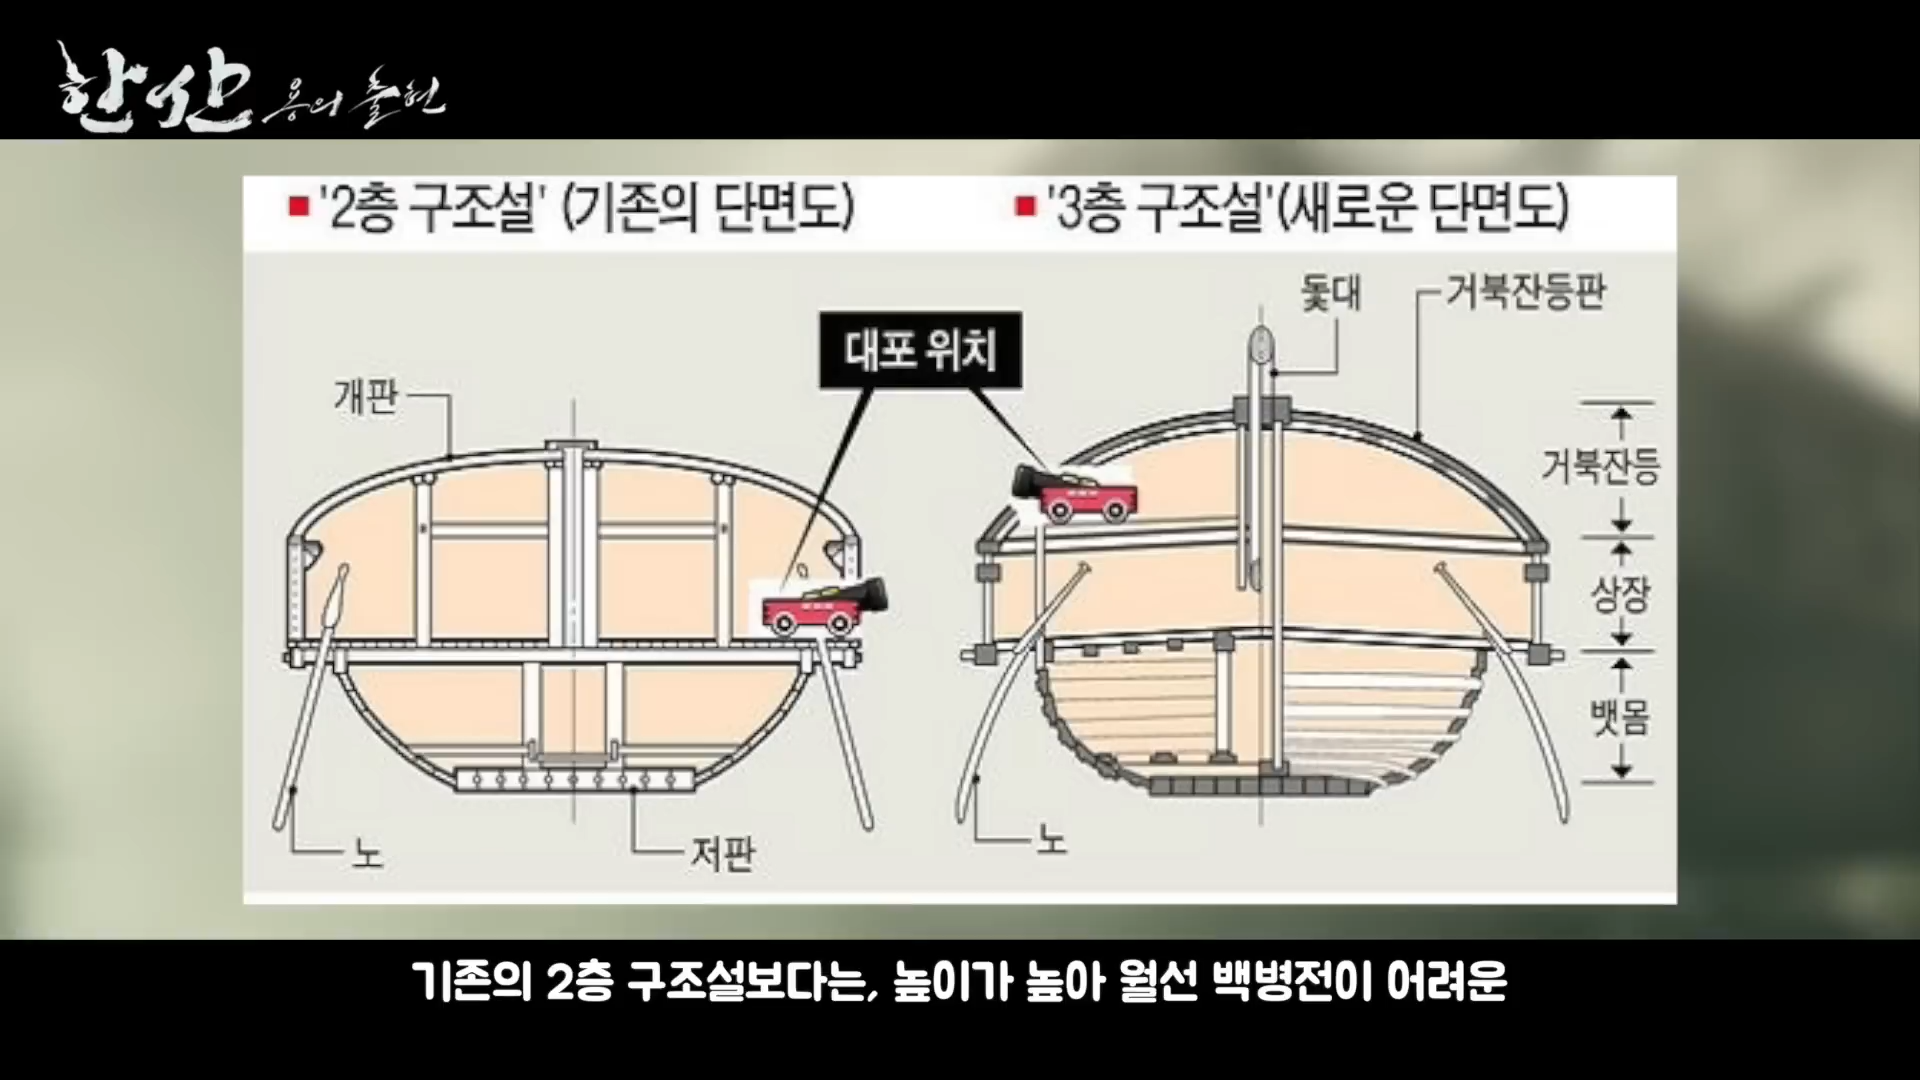 한산 용의 출현
'2층 구조설' (기존의 단면도)
'3층 구조설'(새로운 단면도)
돛대
거북잔등판
대포 위치
개판
거북잔등
상장
뱃몸
노
저판
노
기존의 2층 구조설보다는, 높이가 높아 월선 백병전이 어려운